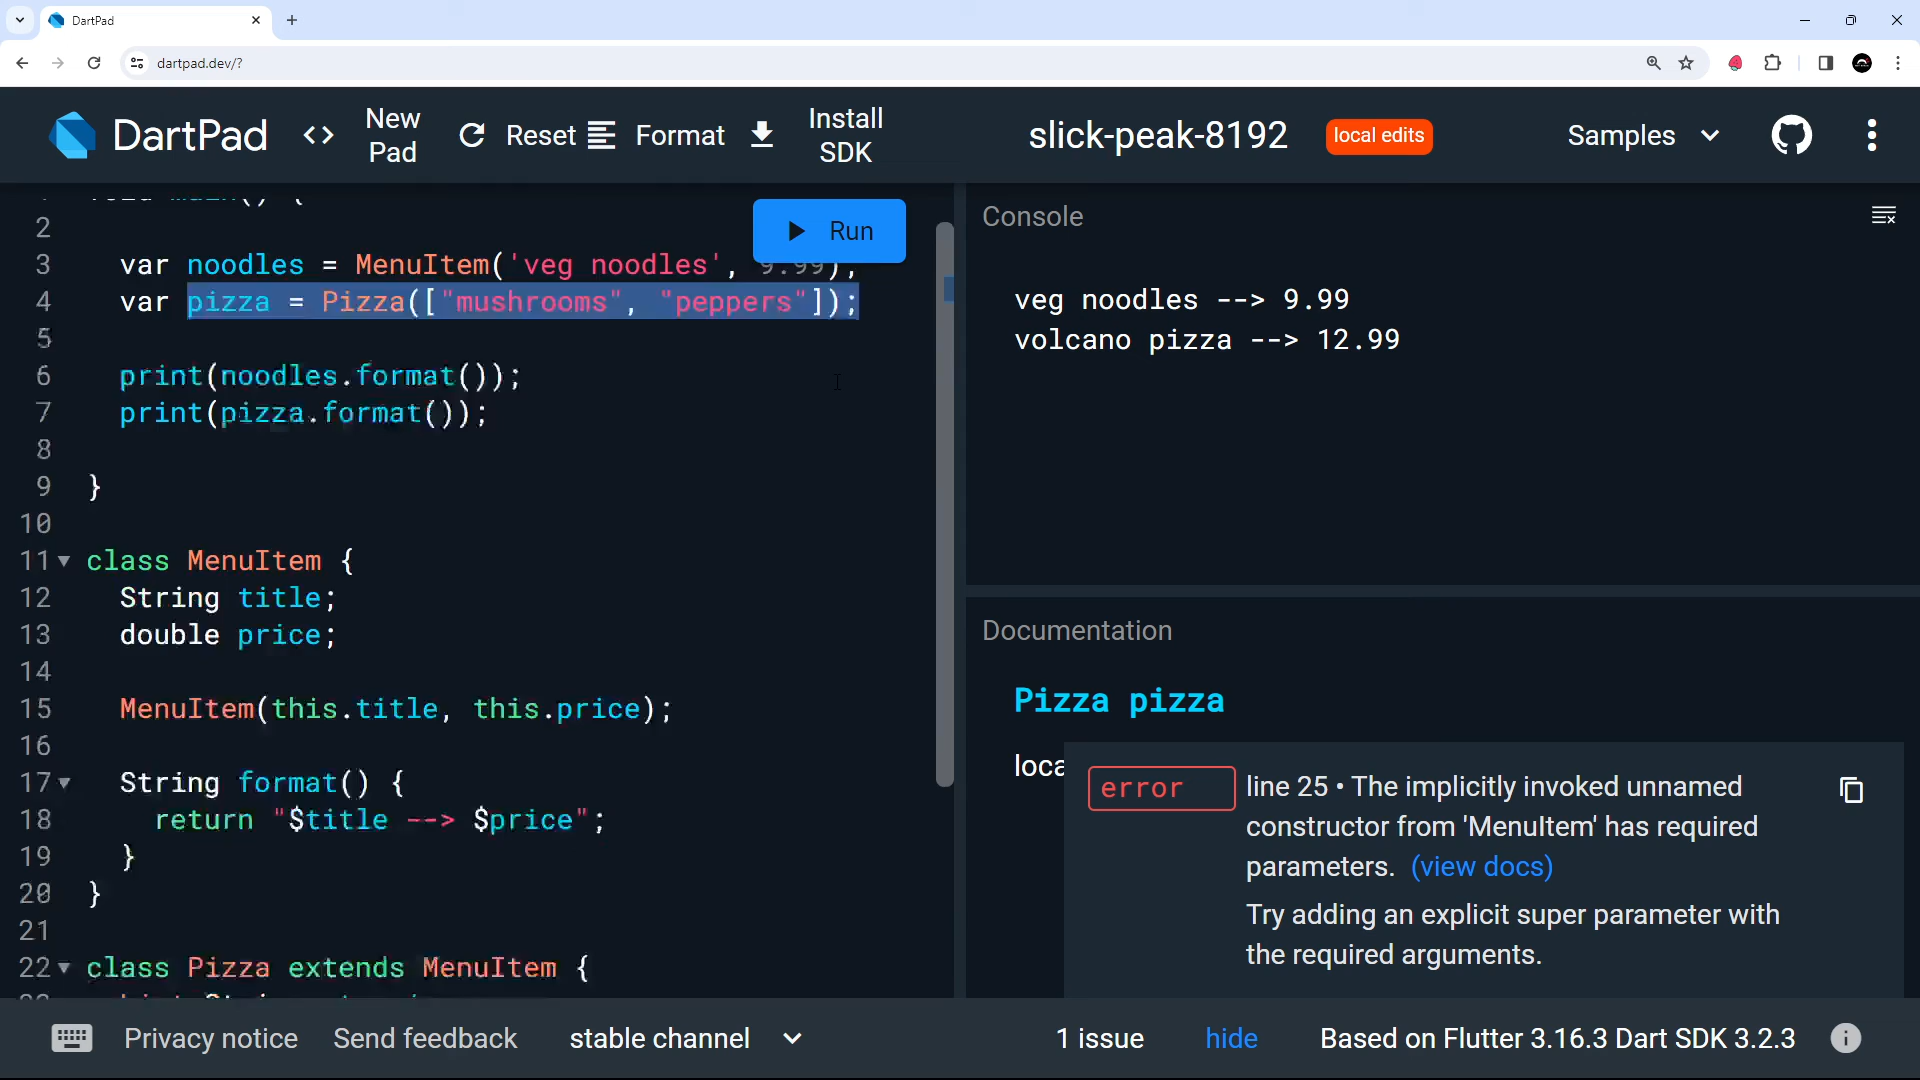 DartPad
dartpad.dev/?
DartPad
<> New Pad
Reset
Format
Install SDK
slick-peak-8192
local edits
Samples
Run
2
3 var noodles = MenuItem('veg noodles', 9.99);
4 var pizza = Pizza(["mushrooms", "peppers"]);
5
6 print(noodles.format());
7 print(pizza.format());
8
9 }
10
11 class MenuItem {
12 String title;
13 double price;
14
15 MenuItem(this.title, this.price);
16
17 String format() {
18 return "$title --> $price";
19 }
20 }
21
22 class Pizza extends MenuItem {
Console
veg noodles --> 9.99
volcano pizza --> 12.99
Documentation
Pizza pizza
loca
error line 25 • The implicitly invoked unnamed
constructor from 'MenuItem' has required
parameters. (view docs)
Try adding an explicit super parameter with
the required arguments.
Privacy notice
Send feedback
stable channel
1 issue
hide
Based on Flutter 3.16.3 Dart SDK 3.2.3